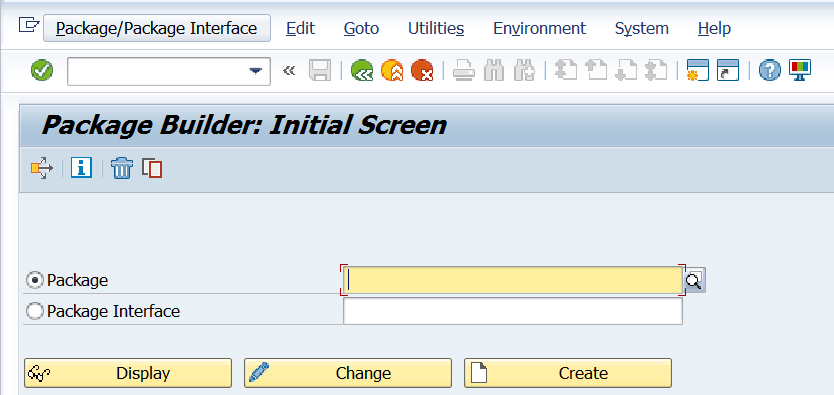 Package/Package Interface Edit Goto Utilities Environment System Help
Package Builder: Initial Screen
Package
Package Interface
Display Change Create